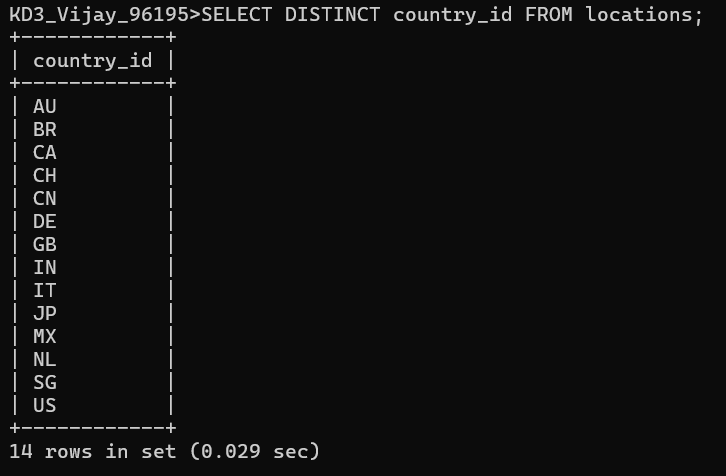 KD3_Vijay_96195>SELECT DISTINCT country_id FROM locations;
+------------+
| country_id |
+------------+
| AU         |
| BR         |
| CA         |
| CH         |
| CN         |
| DE         |
| GB         |
| IN         |
| IT         |
| JP         |
| MX         |
| NL         |
| SG         |
| US         |
+------------+
14 rows in set (0.029 sec)